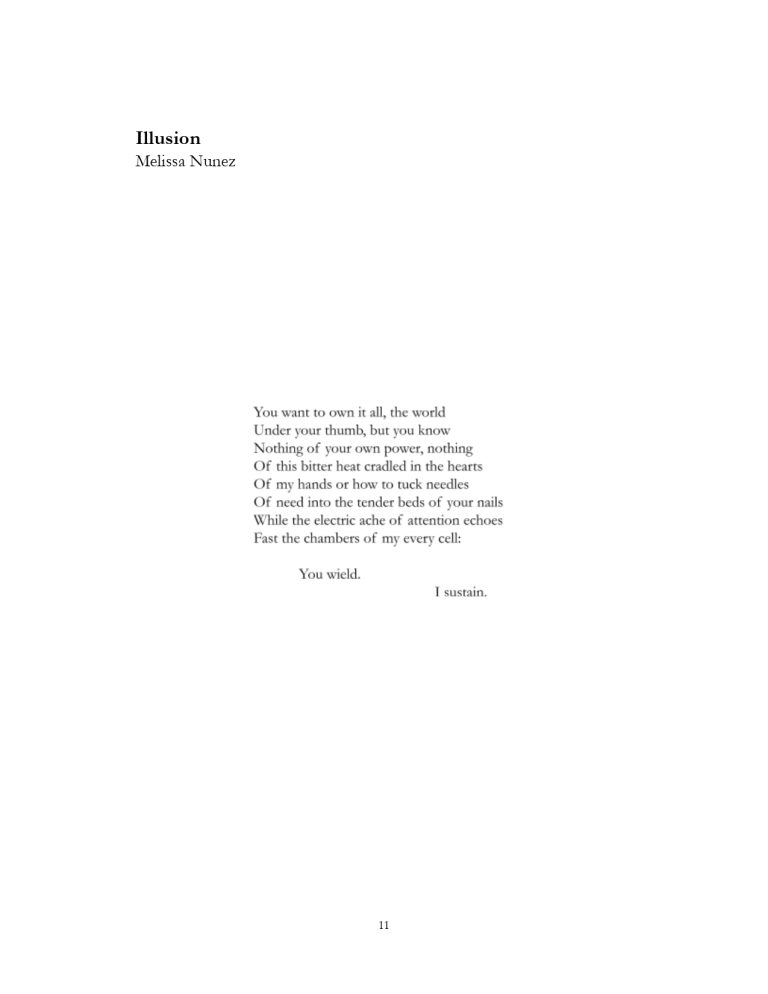 Illusion
Melissa Nunez
You want to own it all, the world
Under your thumb, but you know
Nothing of your own power, nothing
Of this bitter heat cradled in the hearts
Of my hands or how to tuck needles
Of need into the tender beds of your nails
While the electric ache of attention echoes
Fast the chambers of my every cell:
You wield.
I sustain.
11